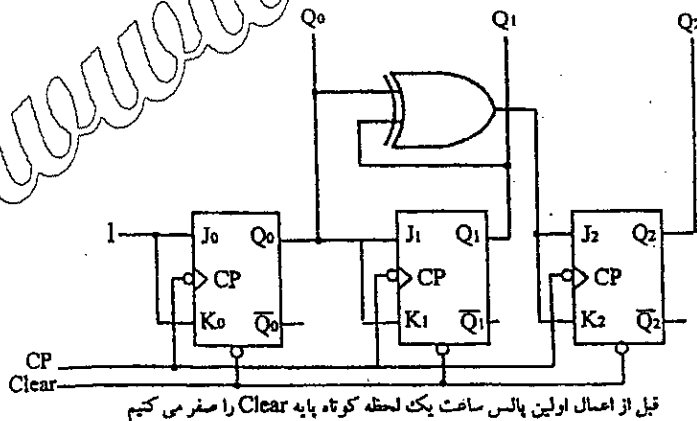 Q0 Q1 Q2
1 J0 Q0 J1 Q1 J2 Q2
CP CP CP
K0 Q̅0 K1 Q̅1 K2 Q̅2
CP
Clear
قبل از اعمال اولین پالس ساعت یک لحظه کوتاه پایه Clear را صفر می کنیم